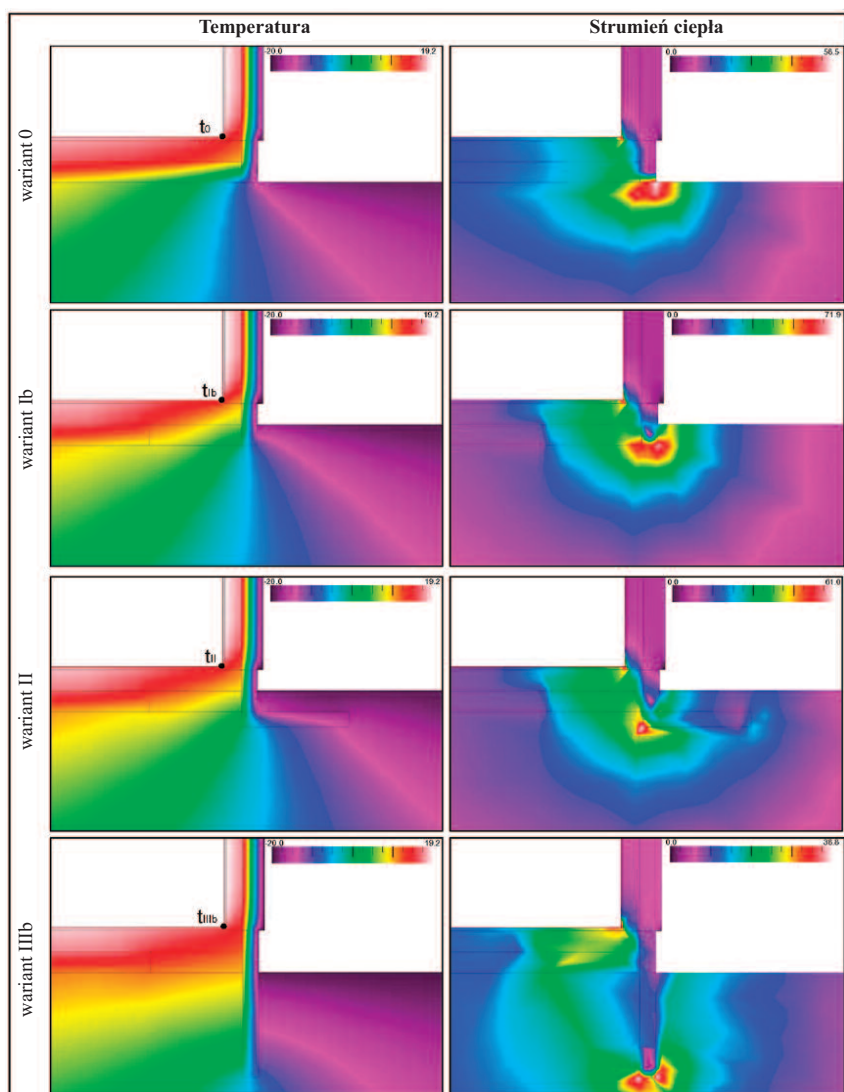 Temperatura
Strumień ciepła
wariant 0
-20.0 19.2
t0
0.0 56.5
wariant Ib
-20.0 19.2
tIb
0.0 71.9
wariant II
-20.0 19.2
tII
0.0 61.0
wariant IIIb
-20.0 19.2
tIIIb
0.0